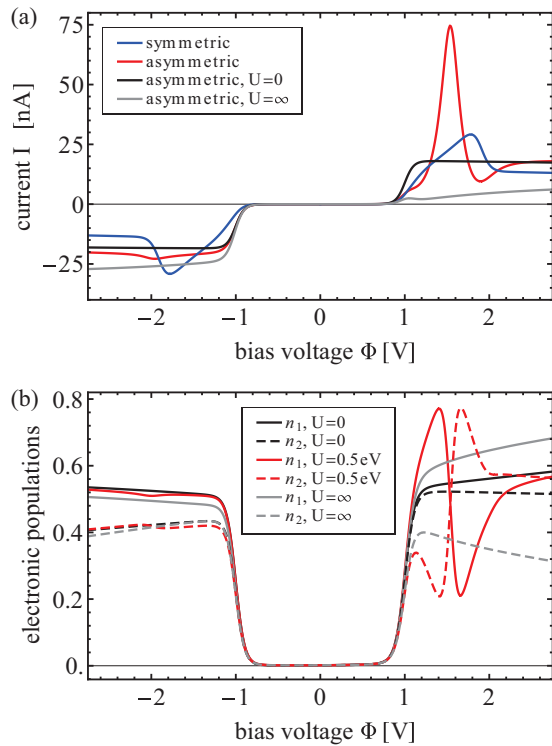 (a)
75
50
25
0
-25
current I [nA]
symmetric
asymmetric
asymmetric, U=0
asymmetric, U=∞
-2 -1 0 1 2
bias voltage Φ [V]
(b)
0.8
0.6
0.4
0.2
0.
electronic populations
n₁, U=0
n₂, U=0
n₁, U=0.5eV
n₂, U=0.5eV
n₁, U=∞
n₂, U=∞
-2 -1 0 1 2
bias voltage Φ [V]